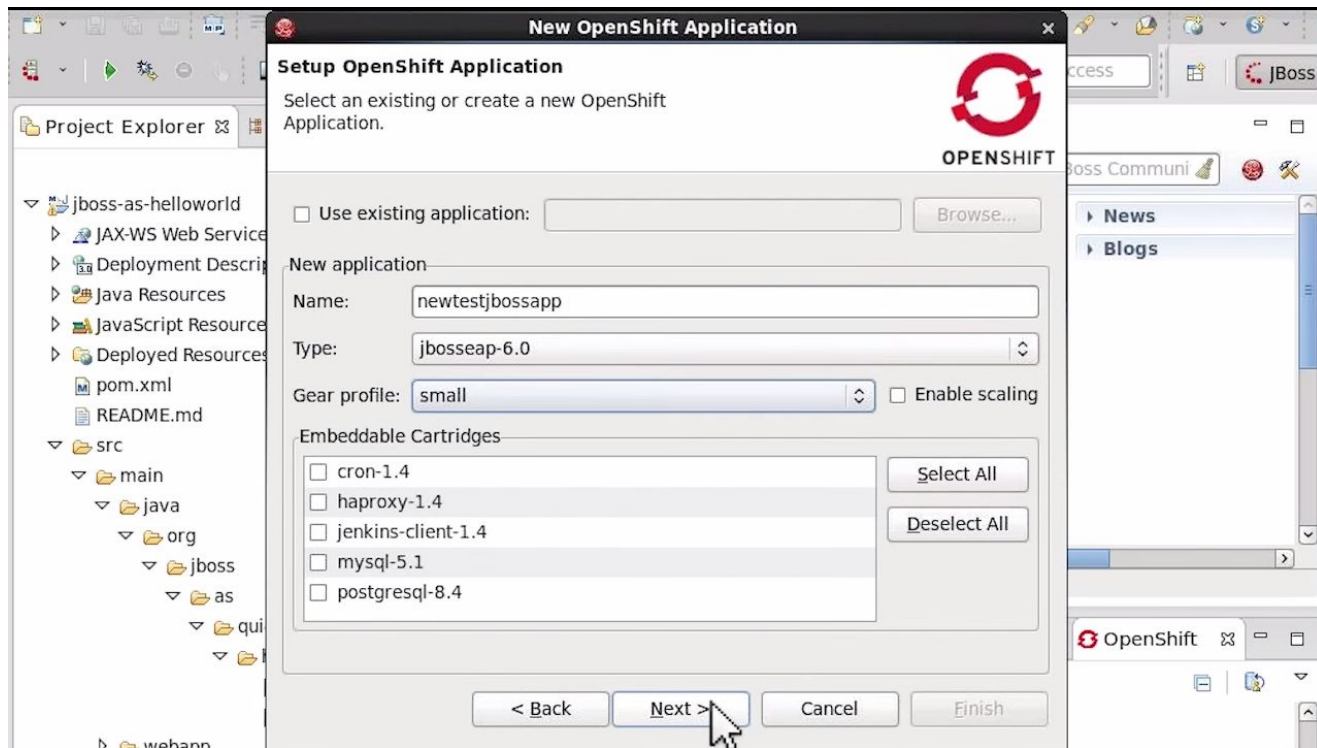 New OpenShift Application
Setup OpenShift Application
Select an existing or create a new OpenShift
Application.
OPENSHIFT
Use existing application:
Browse...
New application
Name:
newtestjbossapp
Type:
jbosseap-6.0
Gear profile:
small
Enable scaling
Embeddable Cartridges
cron-1.4
haproxy-1.4
jenkins-client-1.4
mysql-5.1
postgresql-8.4
Select All
Deselect All
< Back
Next >
Cancel
Finish
Project Explorer
jboss-as-helloworld
JAX-WS Web Service
Deployment Descrip
Java Resources
JavaScript Resource
Deployed Resources
pom.xml
README.md
src
main
java
org
jboss
as
qui
webapp
ccess
JBoss
Boss Communi
News
Blogs
OpenShift